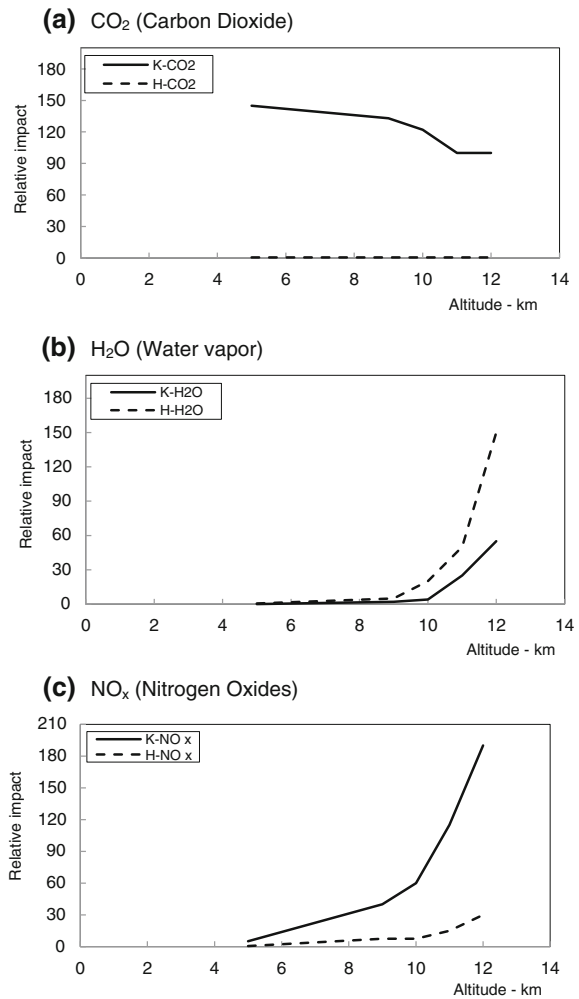 (a) CO₂ (Carbon Dioxide)
180
150
120
90
60
30
0
Relative impact
K-CO2
H-CO2
0 2 4 6 8 10 12 14
Altitude - km
(b) H₂O (Water vapor)
180
150
120
90
60
30
0
Relative impact
K-H2O
H-H2O
0 2 4 6 8 10 12 14
Altitude - km
(c) NOₓ (Nitrogen Oxides)
210
180
150
120
90
60
30
0
Relative impact
K-NO x
H-NO x
0 2 4 6 8 10 12 14
Altitude - km